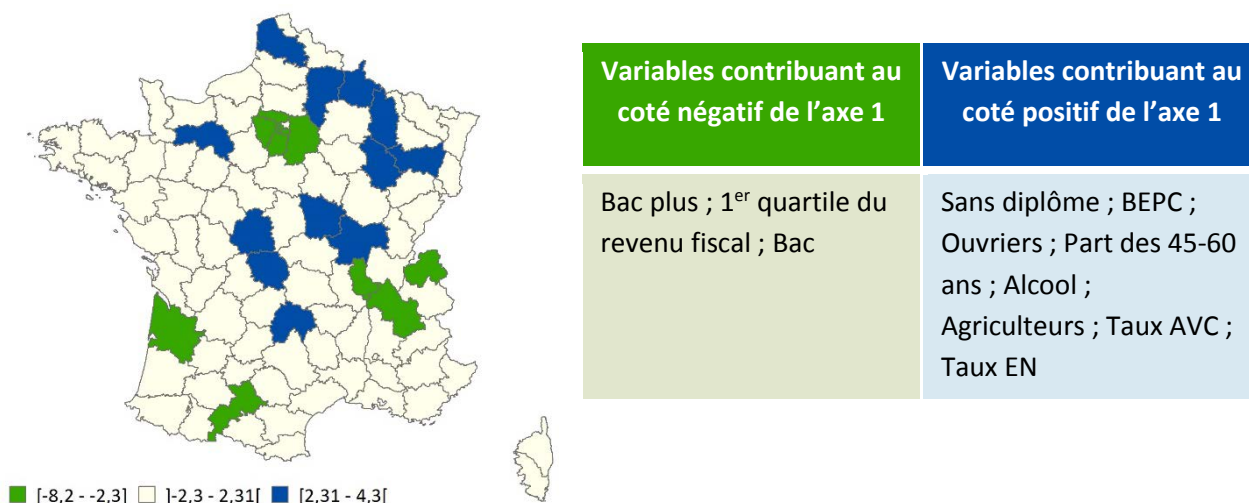 Variables contribuant au
coté négatif de l’axe 1
Variables contribuant au
coté positif de l’axe 1
Bac plus ; 1er quartile du
revenu fiscal ; Bac
Sans diplôme ; BEPC ;
Ouvriers ; Part des 45-60
ans ; Alcool ;
Agriculteurs ; Taux AVC ;
Taux EN
[-8,2 - -2,3] ]-2,3 - 2,31[ [2,31 - 4,3[